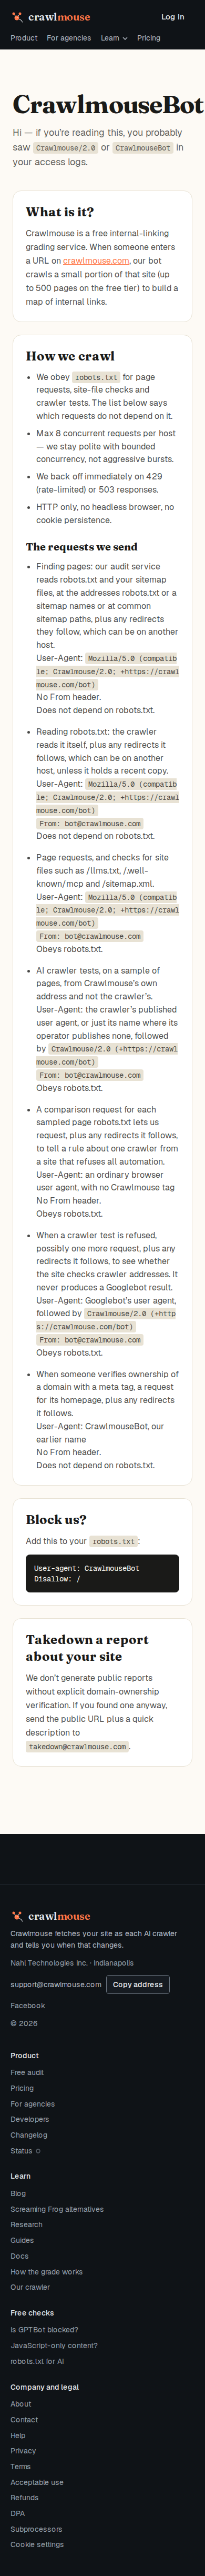 crawlmouse
Log in
Product
For agencies
Learn
Pricing
CrawlmouseBot
Hi — if you're reading this, you probably
saw Crawlmouse/2.0 or CrawlmouseBot in
your access logs.
What is it?
Crawlmouse is a free internal-linking
grading service. When someone enters
a URL on crawlmouse.com, our bot
crawls a small portion of that site (up
to 500 pages on the free tier) to build a
map of internal links.
How we crawl
• We obey robots.txt for page
requests, site-file checks and
crawler tests. The list below says
which requests do not depend on it.
• Max 8 concurrent requests per host
— we stay polite with bounded
concurrency, not aggressive bursts.
• We back off immediately on 429
(rate-limited) or 503 responses.
• HTTP only, no headless browser, no
cookie persistence.
The requests we send
• Finding pages: our audit service
reads robots.txt and your sitemap
files, at the addresses robots.txt or a
sitemap names or at common
sitemap paths, plus any redirects
they follow, which can be on another
host.
User-Agent: Mozilla/5.0 (compatib
le; Crawlmouse/2.0; +https://crawl
mouse.com/bot)
No From header.
Does not depend on robots.txt.
• Reading robots.txt: the crawler
reads it itself, plus any redirects it
follows, which can be on another
host, unless it holds a recent copy.
User-Agent: Mozilla/5.0 (compatib
le; Crawlmouse/2.0; +https://crawl
mouse.com/bot)
From: bot@crawlmouse.com
Does not depend on robots.txt.
• Page requests, and checks for site
files such as /llms.txt, /.well-
known/mcp and /sitemap.xml.
User-Agent: Mozilla/5.0 (compatib
le; Crawlmouse/2.0; +https://crawl
mouse.com/bot)
From: bot@crawlmouse.com
Obeys robots.txt.
• AI crawler tests, on a sample of
pages, from Crawlmouse's own
address and not the crawler's.
User-Agent: the crawler's published
user agent, or just its name where its
operator publishes none, followed
by Crawlmouse/2.0 (+https://crawl
mouse.com/bot)
From: bot@crawlmouse.com
Obeys robots.txt.
• A comparison request for each
sampled page robots.txt lets us
request, plus any redirects it follows,
to tell a rule about one crawler from
a site that refuses all automation.
User-Agent: an ordinary browser
user agent, with no Crawlmouse tag
No From header.
Obeys robots.txt.
• When a crawler test is refused,
possibly one more request, plus any
redirects it follows, to see whether
the site checks crawler addresses. It
never produces a Googlebot result.
User-Agent: Googlebot's user agent,
followed by Crawlmouse/2.0 (+http
s://crawlmouse.com/bot)
From: bot@crawlmouse.com
Obeys robots.txt.
• When someone verifies ownership of
a domain with a meta tag, a request
for its homepage, plus any redirects
it follows.
User-Agent: CrawlmouseBot, our
earlier name
No From header.
Does not depend on robots.txt.
Block us?
Add this to your robots.txt:
User-agent: CrawlmouseBot
Disallow: /
Takedown a report
about your site
We don't generate public reports
without explicit domain-ownership
verification. If you found one anyway,
send the public URL plus a quick
description to
takedown@crawlmouse.com.
crawlmouse
Crawlmouse fetches your site as each AI crawler
and tells you when that changes.
Nahl Technologies Inc. · Indianapolis
support@crawlmouse.com
Copy address
Facebook
© 2026
Product
Free audit
Pricing
For agencies
Developers
Changelog
Status
Learn
Blog
Screaming Frog alternatives
Research
Guides
Docs
How the grade works
Our crawler
Free checks
Is GPTBot blocked?
JavaScript-only content?
robots.txt for AI
Company and legal
About
Contact
Help
Privacy
Terms
Acceptable use
Refunds
DPA
Subprocessors
Cookie settings